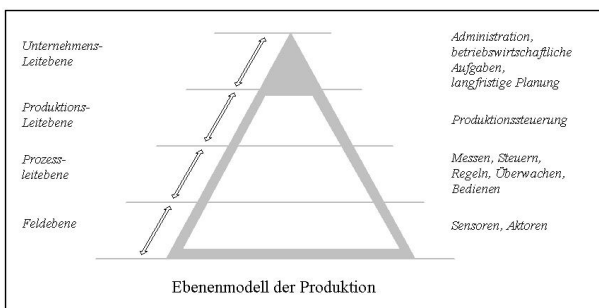 Unternehmens-
Leitebene
Administration,
betriebswirtschaftliche
Aufgaben,
langfristige Planung
Produktions-
Leitebene
Produktionssteuerung
Prozess-
leitebene
Messen, Steuern,
Regeln, Überwachen,
Bedienen
Feldebene
Sensoren, Aktoren
Ebenenmodell der Produktion